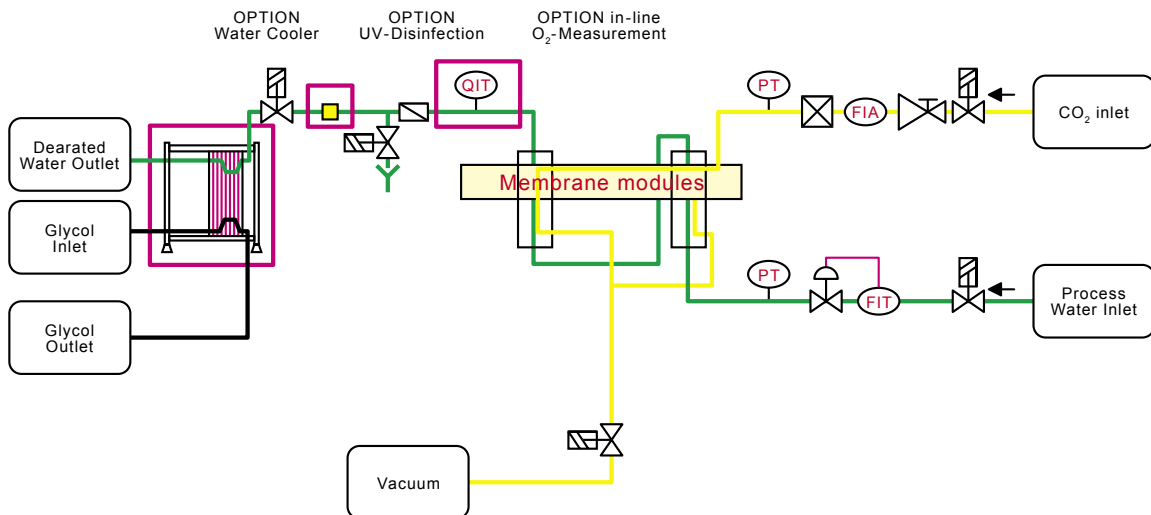 OPTION
Water Cooler
OPTION
UV-Disinfection
OPTION in-line
O₂-Measurement
QIT
PT
FIA
CO₂ inlet
Dearated
Water Outlet
Membrane modules
Glycol
Inlet
PT
FIT
Process
Water Inlet
Glycol
Outlet
Vacuum